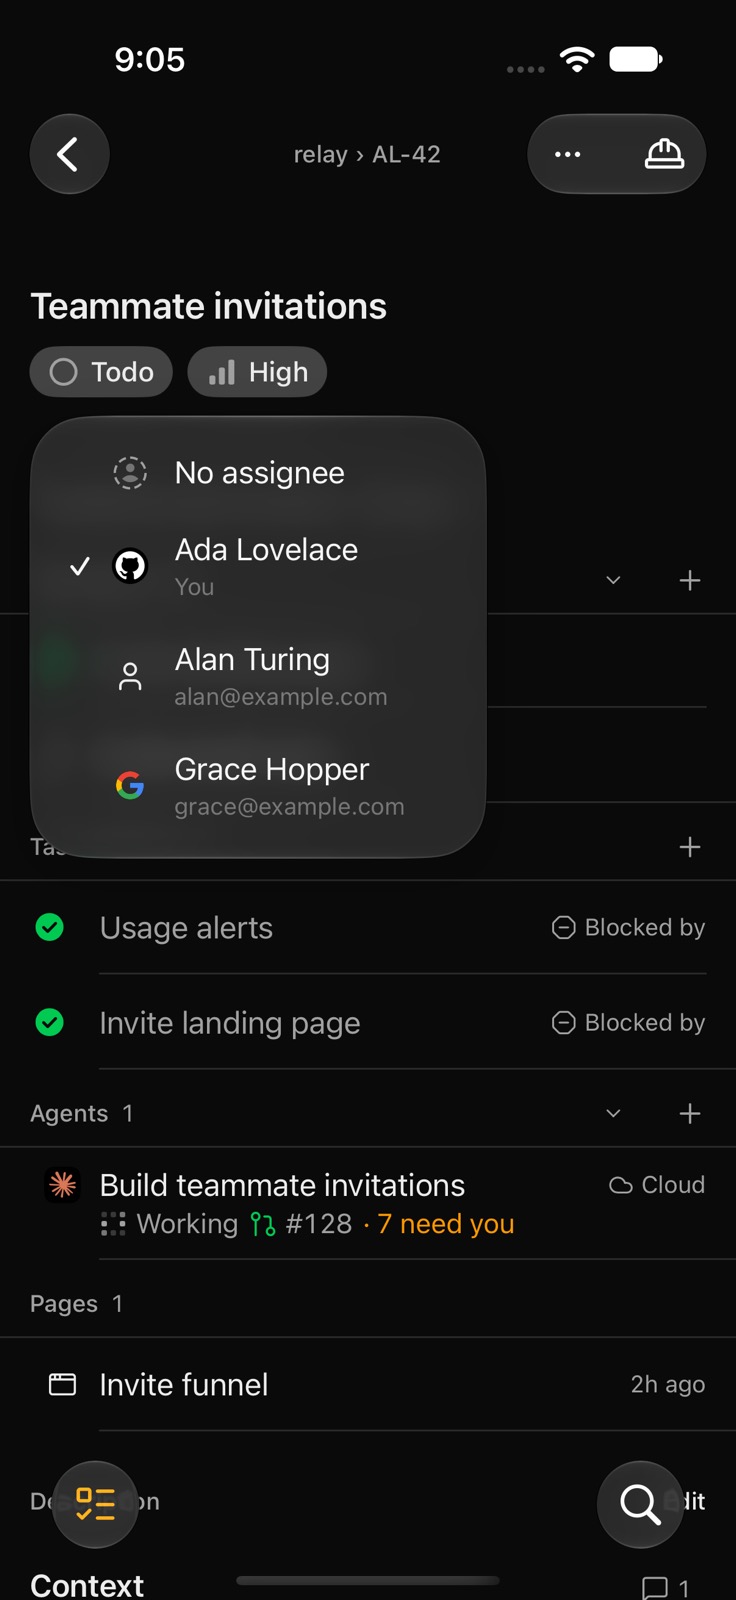 9:05
relay › AL-42
Teammate invitations
Todo
High
No assignee
Ada Lovelace
You
Alan Turing
alan@example.com
Grace Hopper
grace@example.com
Usage alerts
Blocked by
Invite landing page
Blocked by
Agents 1
Build teammate invitations
Cloud
Working #128 · 7 need you
Pages 1
Invite funnel
2h ago
Context
1